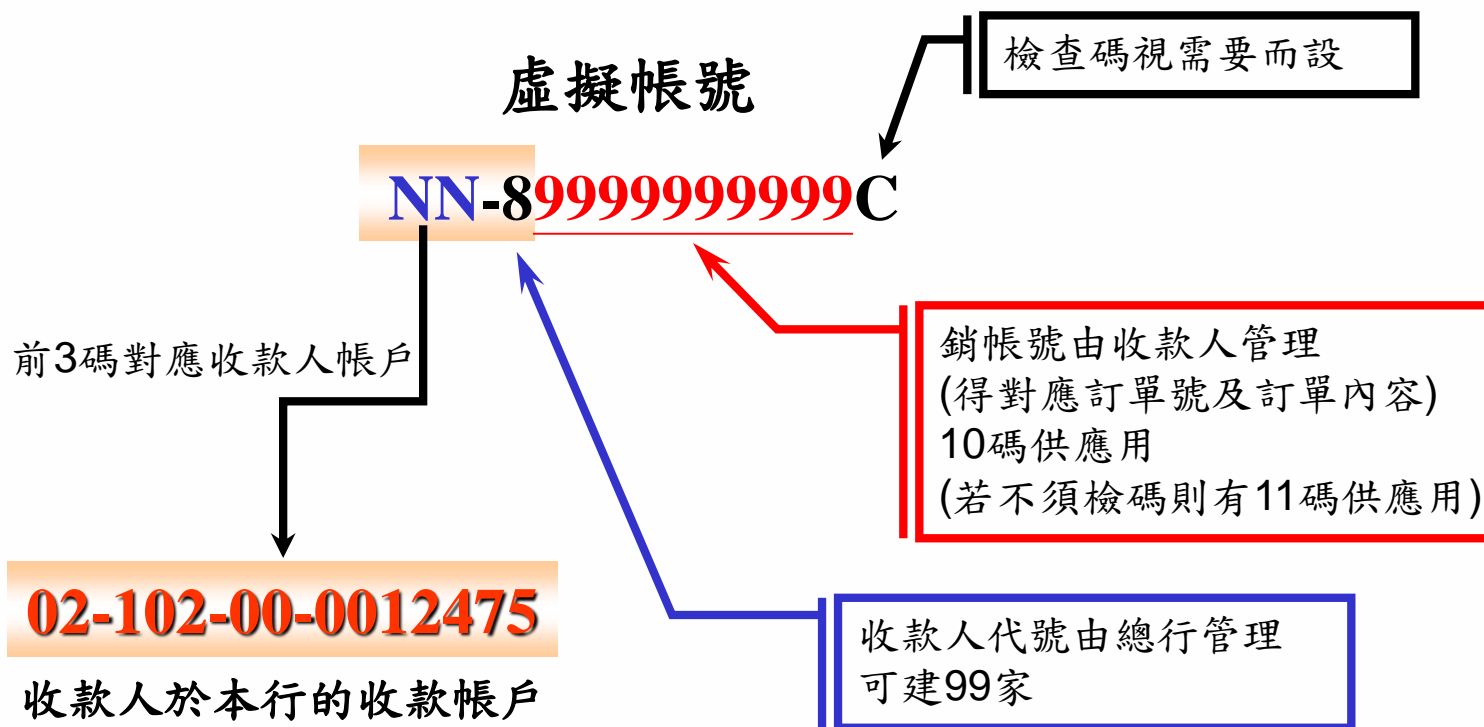 檢查碼視需要而設
虛擬帳號
NN-89999999999C
前3碼對應收款人帳戶
銷帳號由收款人管理
(得對應訂單號及訂單內容)
10碼供應用
(若不須檢碼則有11碼供應用)
02-102-00-0012475
收款人於本行的收款帳戶
收款人代號由總行管理
可建99家